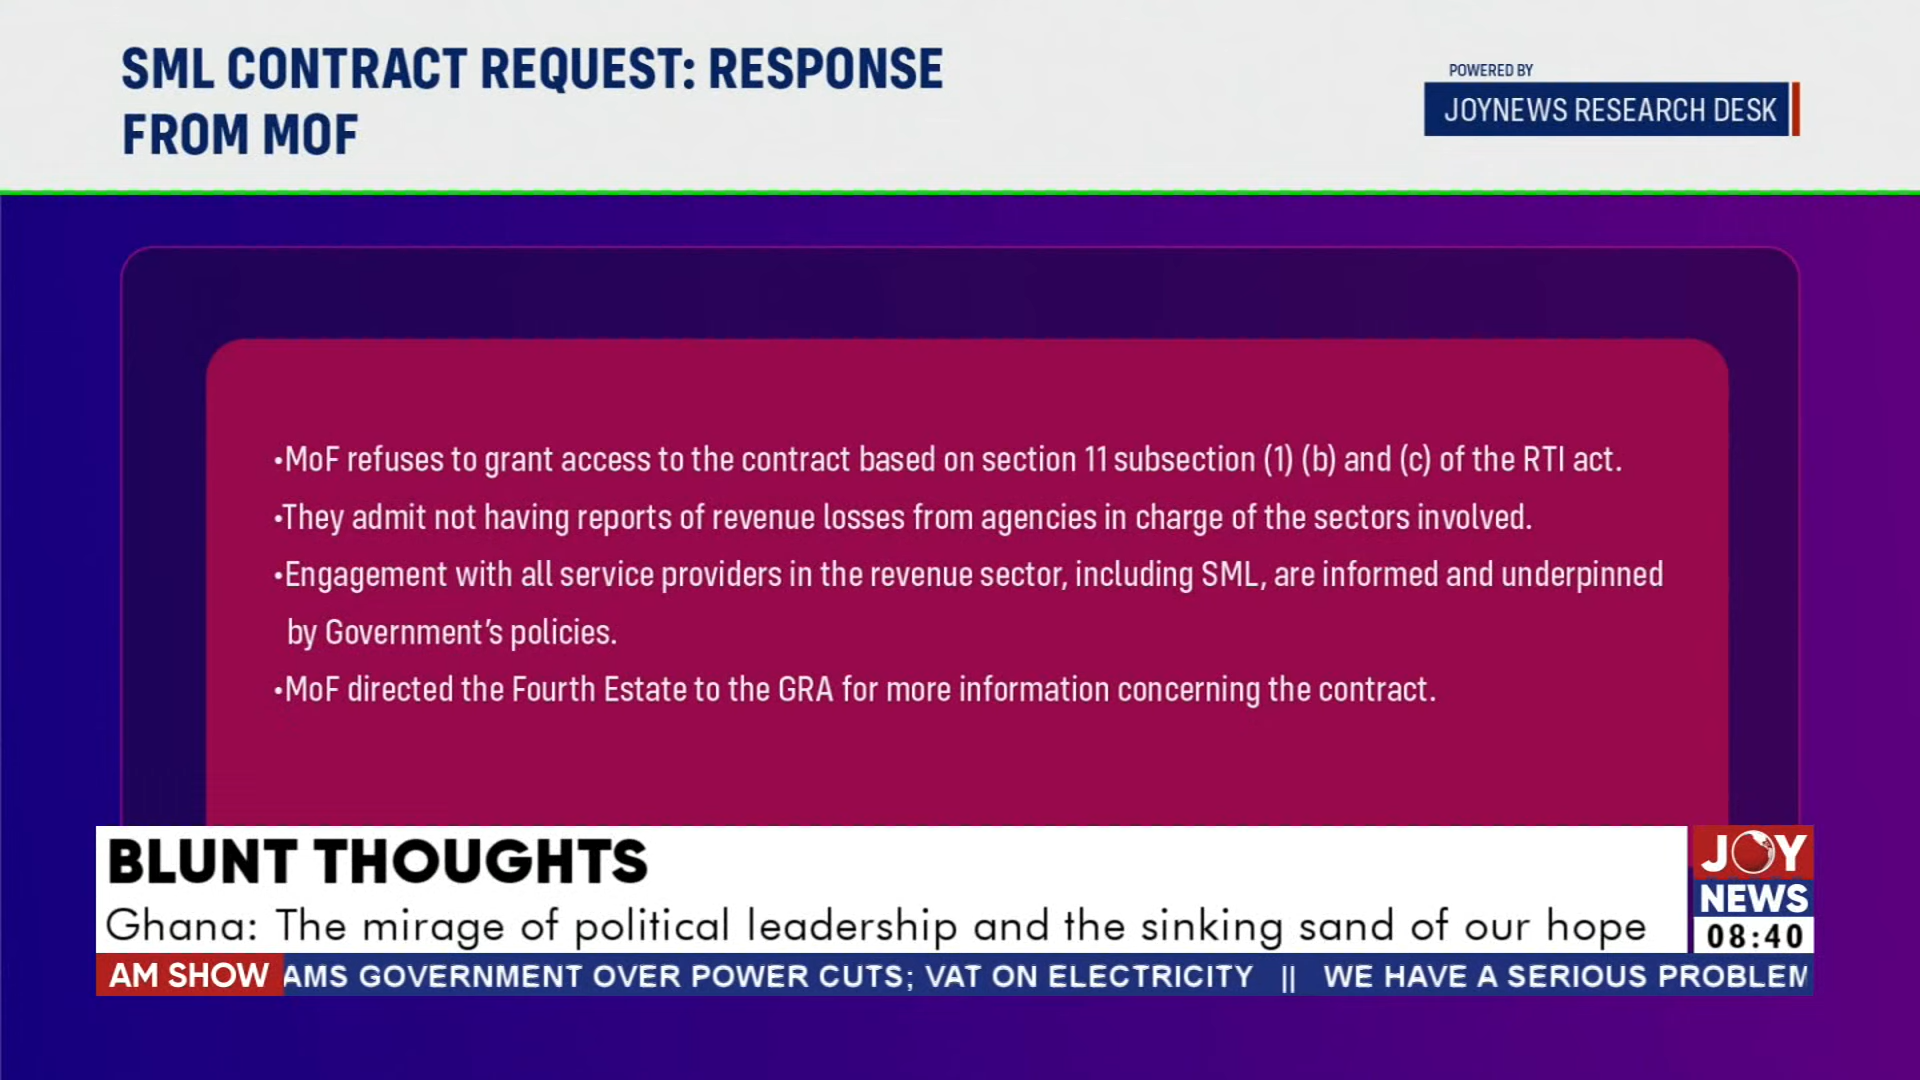 SML CONTRACT REQUEST: RESPONSE
FROM MOF
POWERED BY
JOYNEWS RESEARCH DESK
•MoF refuses to grant access to the contract based on section 11 subsection (1) (b) and (c) of the RTI act.
•They admit not having reports of revenue losses from agencies in charge of the sectors involved.
•Engagement with all service providers in the revenue sector, including SML, are informed and underpinned
by Government’s policies.
•MoF directed the Fourth Estate to the GRA for more information concerning the contract.
BLUNT THOUGHTS
Ghana: The mirage of political leadership and the sinking sand of our hope
JOY
NEWS
08:40
AM SHOW
AMS GOVERNMENT OVER POWER CUTS; VAT ON ELECTRICITY || WE HAVE A SERIOUS PROBLEM